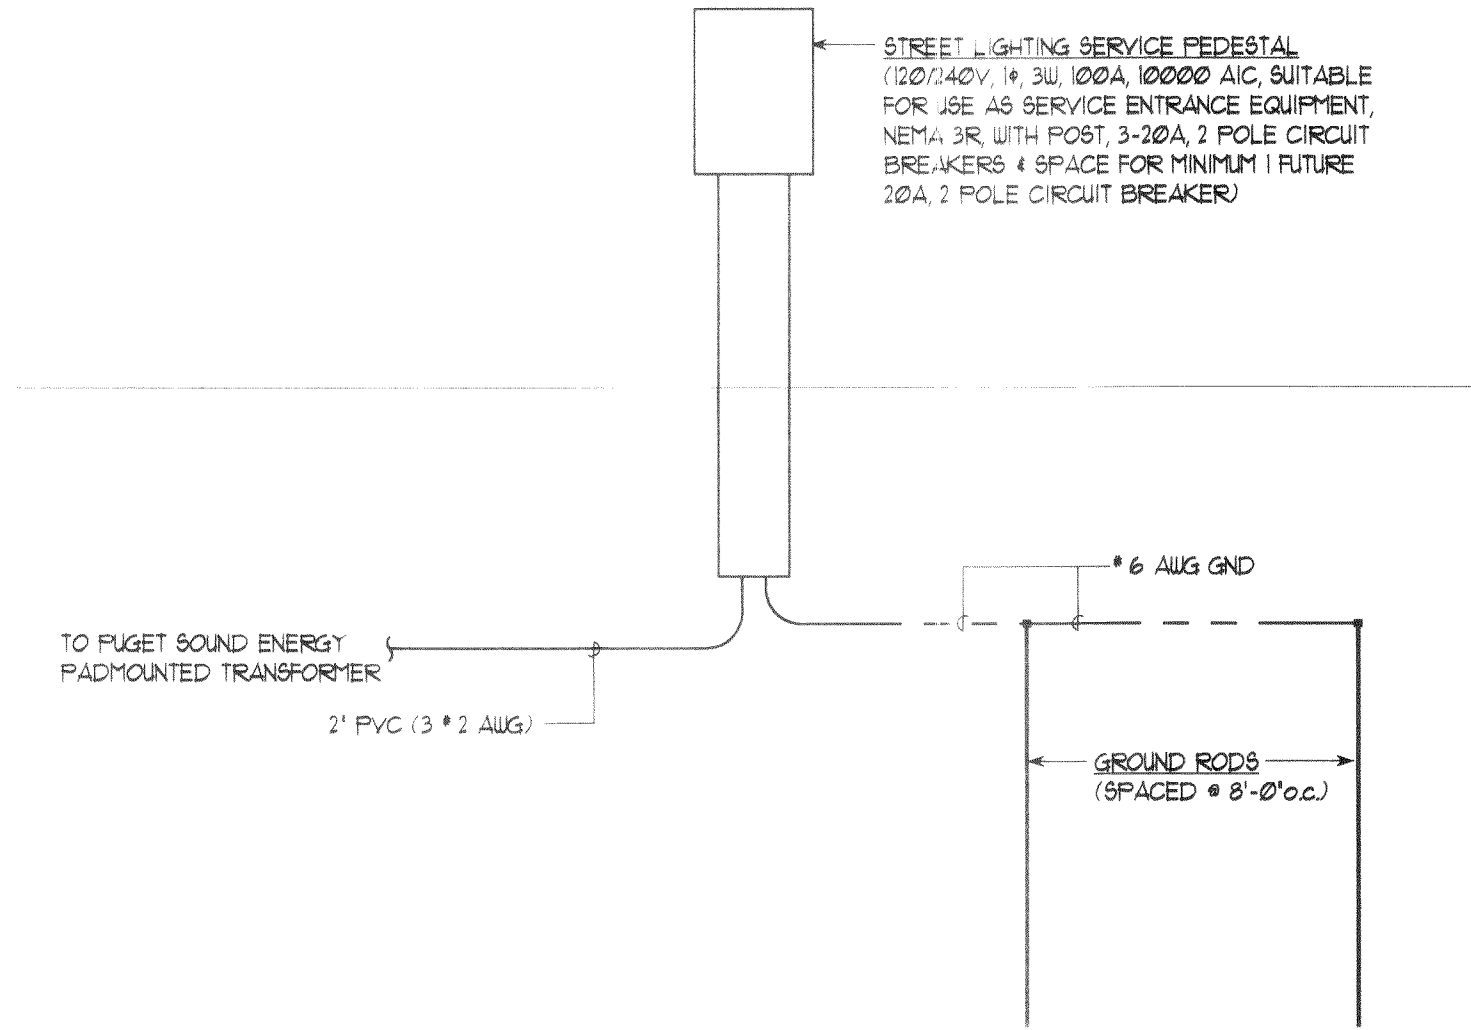 STREET LIGHTING SERVICE PEDESTAL
(120/240V, 1ϕ, 3W, 100A, 10000 AIC, SUITABLE
FOR USE AS SERVICE ENTRANCE EQUIPMENT,
NEMA 3R, WITH POST, 3-20A, 2 POLE CIRCUIT
BREAKERS & SPACE FOR MINIMUM 1 FUTURE
20A, 2 POLE CIRCUIT BREAKER)
#6 AWG GND
TO PUGET SOUND ENERGY
PADMOUNTED TRANSFORMER
2' PVC (3 #2 AWG)
GROUND RODS
(SPACED @ 8'-0"o.c.)